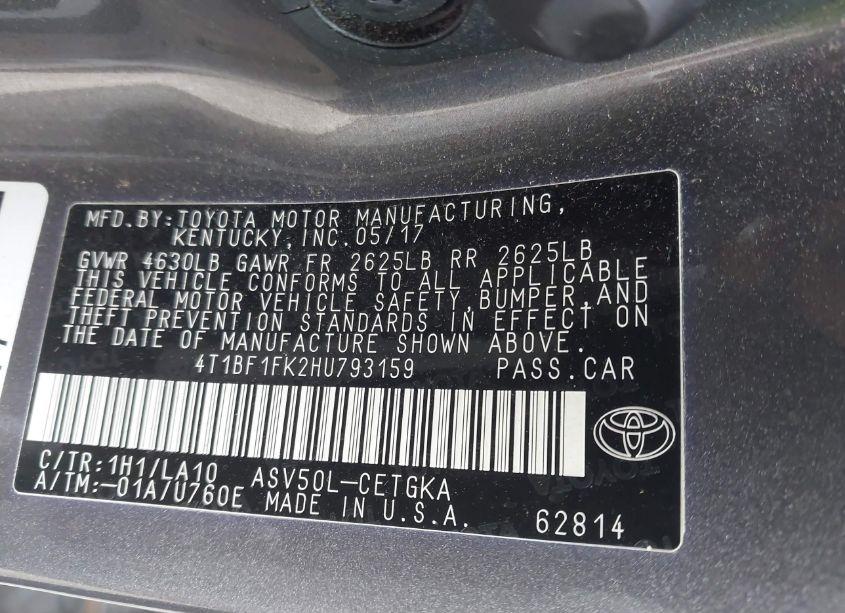 MFD.BY:TOYOTA MOTOR MANUFACTURING,
KENTUCKY,INC.05/17
GVWR 4630LB GAWR FR 2625LB RR 2625LB
THIS VEHICLE CONFORMS TO ALL APPLICABLE
FEDERAL MOTOR VEHICLE SAFETY,BUMPER,AND
THEFT PREVENTION STANDARDS IN EFFECT ON
THE DATE OF MANUFACTURE SHOWN ABOVE.
4T1BF1FK2HU793159 PASS.CAR
C/TR:1H1/LA10 ASV50L-CETGKA
A/TM:-01A/U760E MADE IN U.S.A. 62814